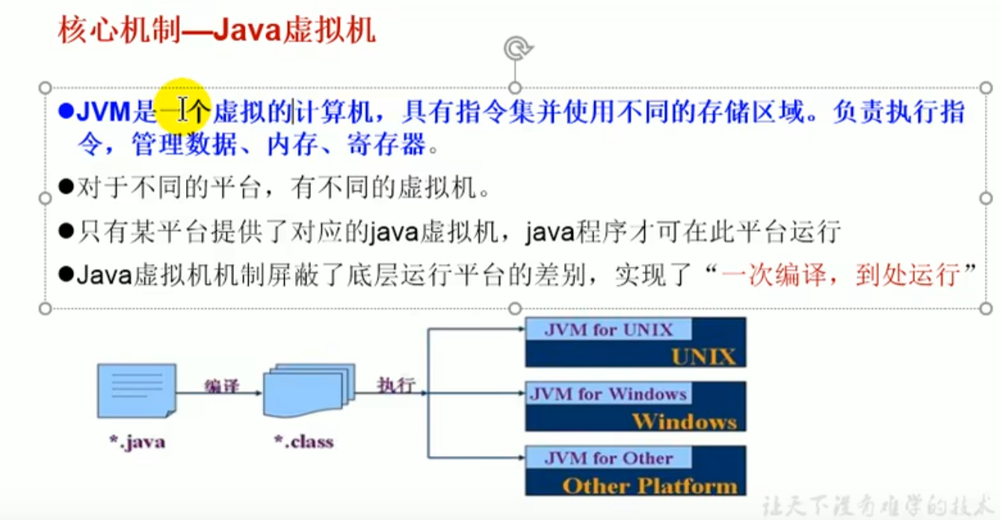 核心机制—Java虚拟机
●JVM是一个虚拟的计算机，具有指令集并使用不同的存储区域。负责执行指
令，管理数据、内存、寄存器。
●对于不同的平台，有不同的虚拟机。
●只有某平台提供了对应的java虚拟机，java程序才可在此平台运行
●Java虚拟机机制屏蔽了底层运行平台的差别，实现了“一次编译，到处运行”
JVM for UNIX
UNIX
编译
执行
JVM for Windows
Windows
*.java
*.class
JVM for Other
Other Platform
让天下没有难学的技术